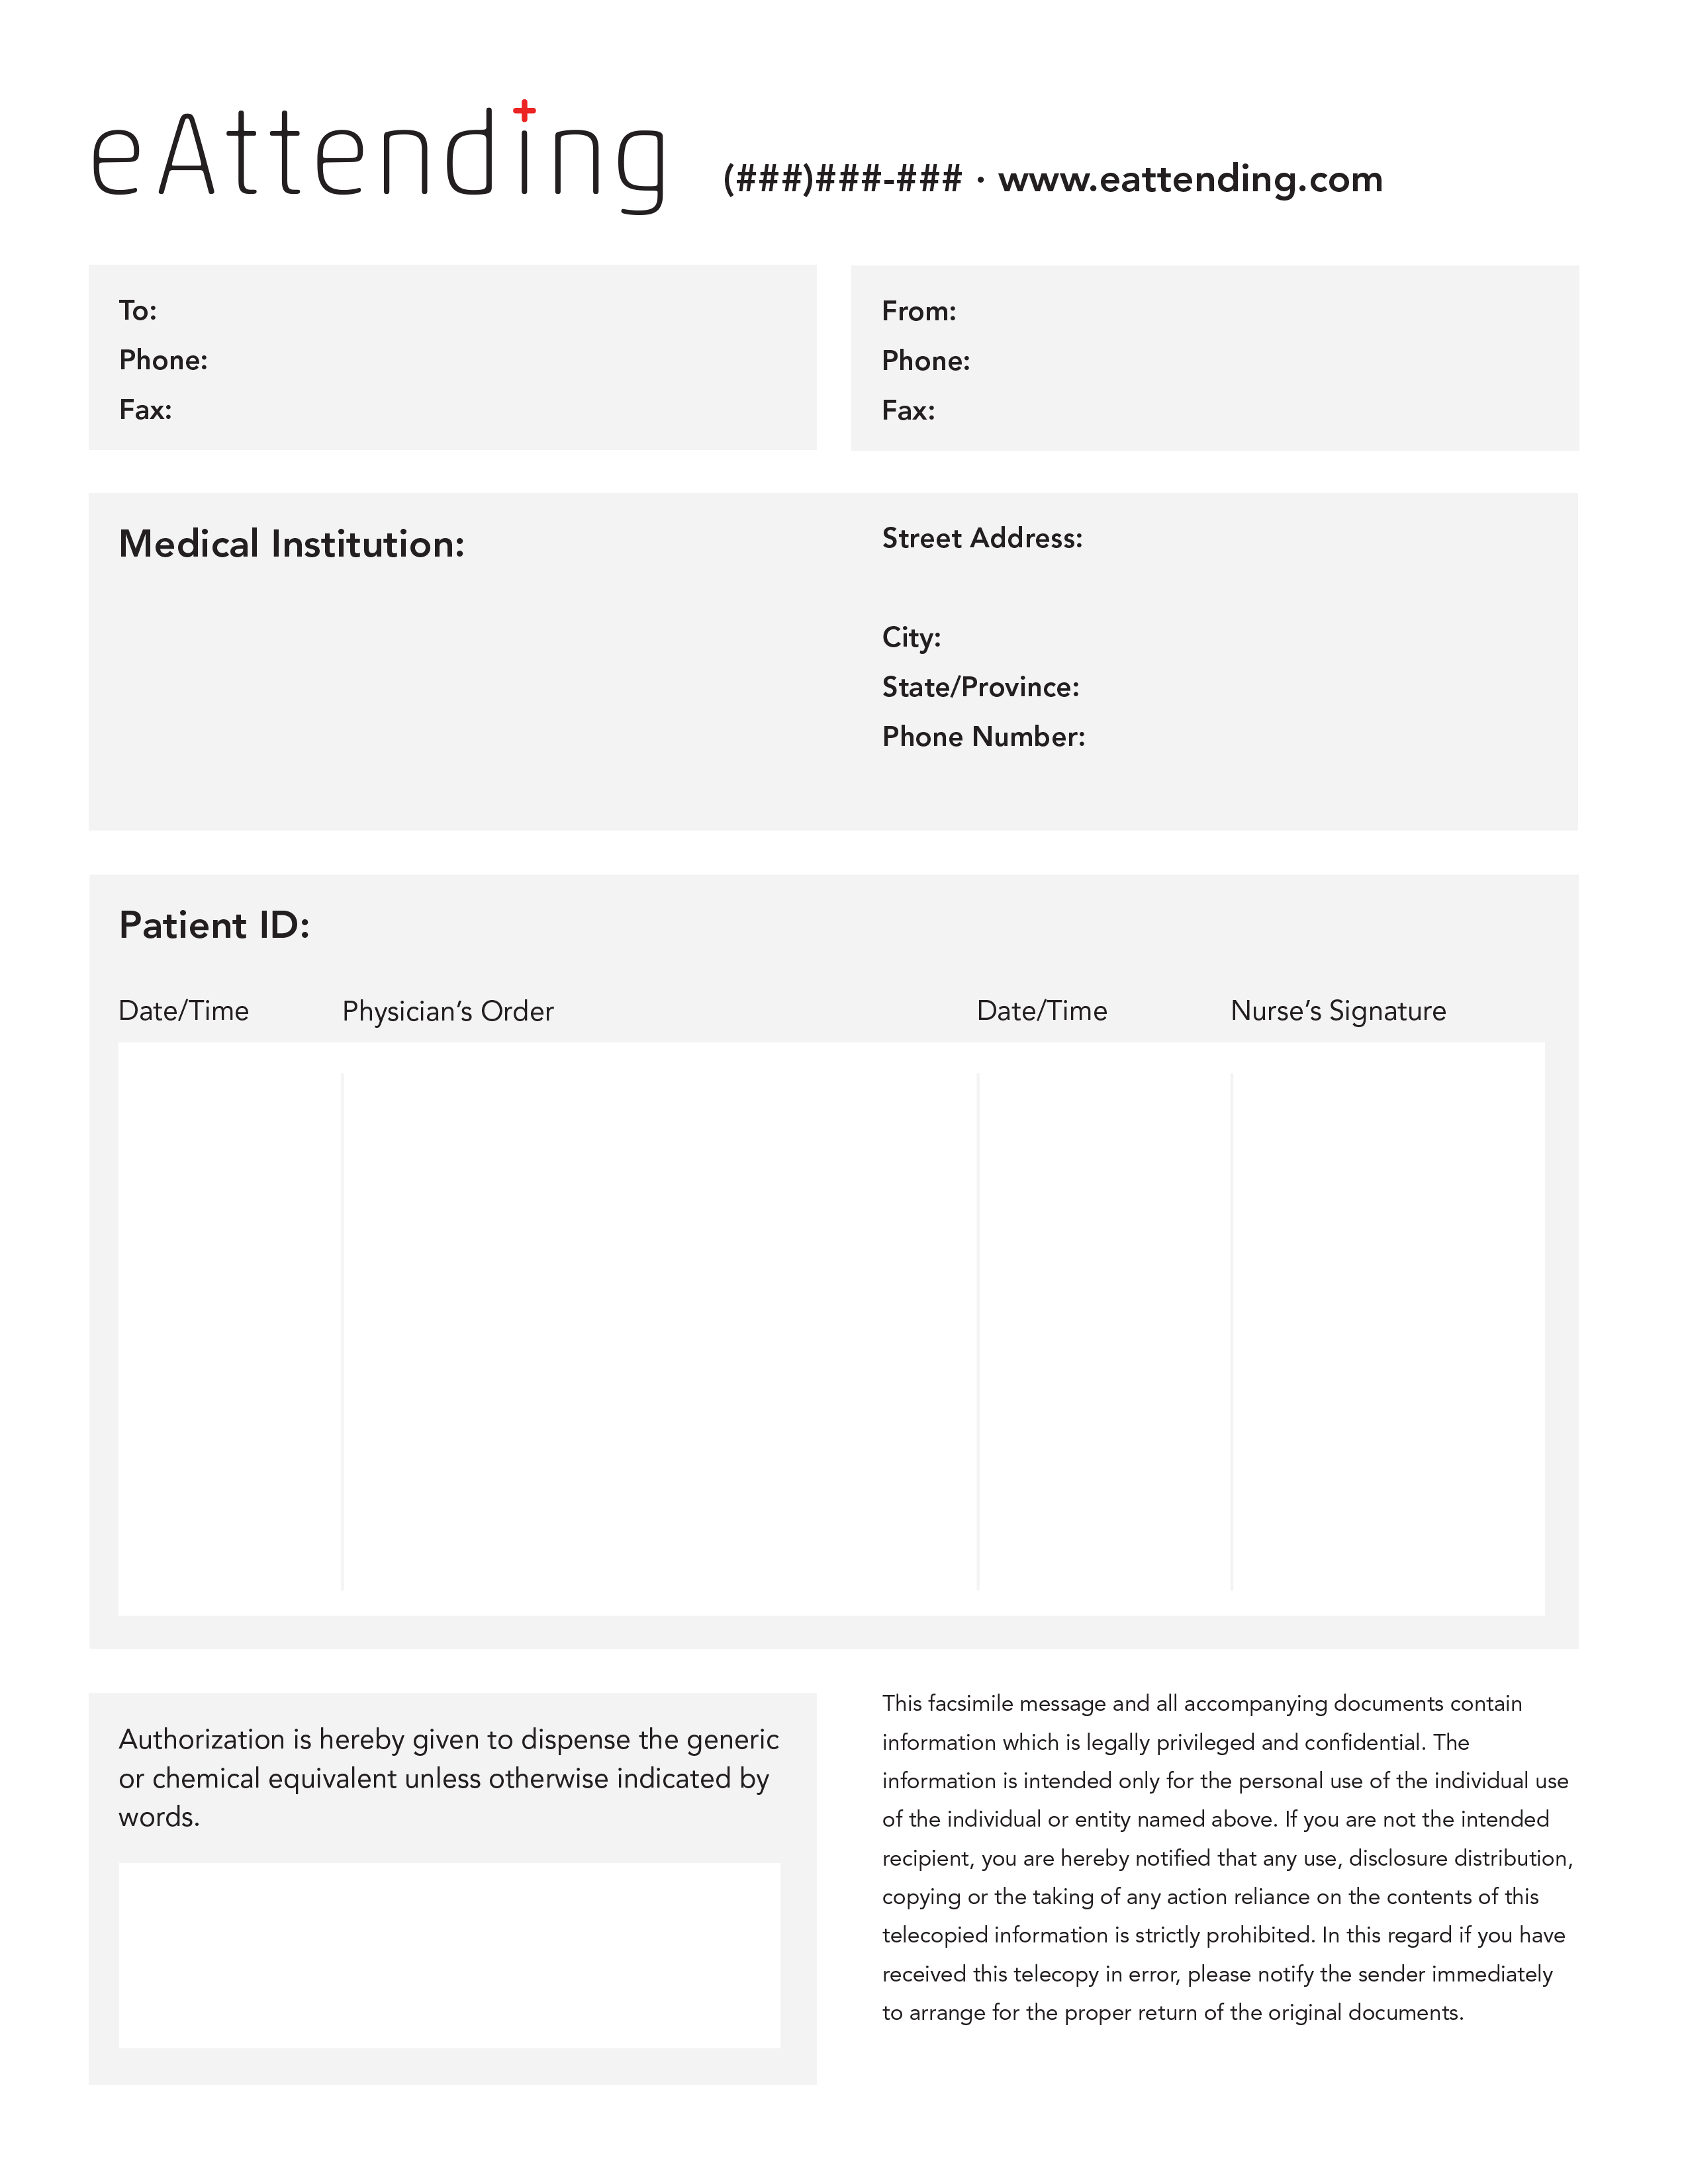 eAttending
(###)###-### · www.eattending.com
To:
Phone:
Fax:
From:
Phone:
Fax:
Medical Institution:
Street Address:
City:
State/Province:
Phone Number:
Patient ID:
Date/Time Physician’s Order Date/Time Nurse’s Signature
Authorization is hereby given to dispense the generic
or chemical equivalent unless otherwise indicated by
words.
This facsimile message and all accompanying documents contain
information which is legally privileged and confidential. The
information is intended only for the personal use of the individual use
of the individual or entity named above. If you are not the intended
recipient, you are hereby notified that any use, disclosure distribution,
copying or the taking of any action reliance on the contents of this
telecopied information is strictly prohibited. In this regard if you have
received this telecopy in error, please notify the sender immediately
to arrange for the proper return of the original documents.